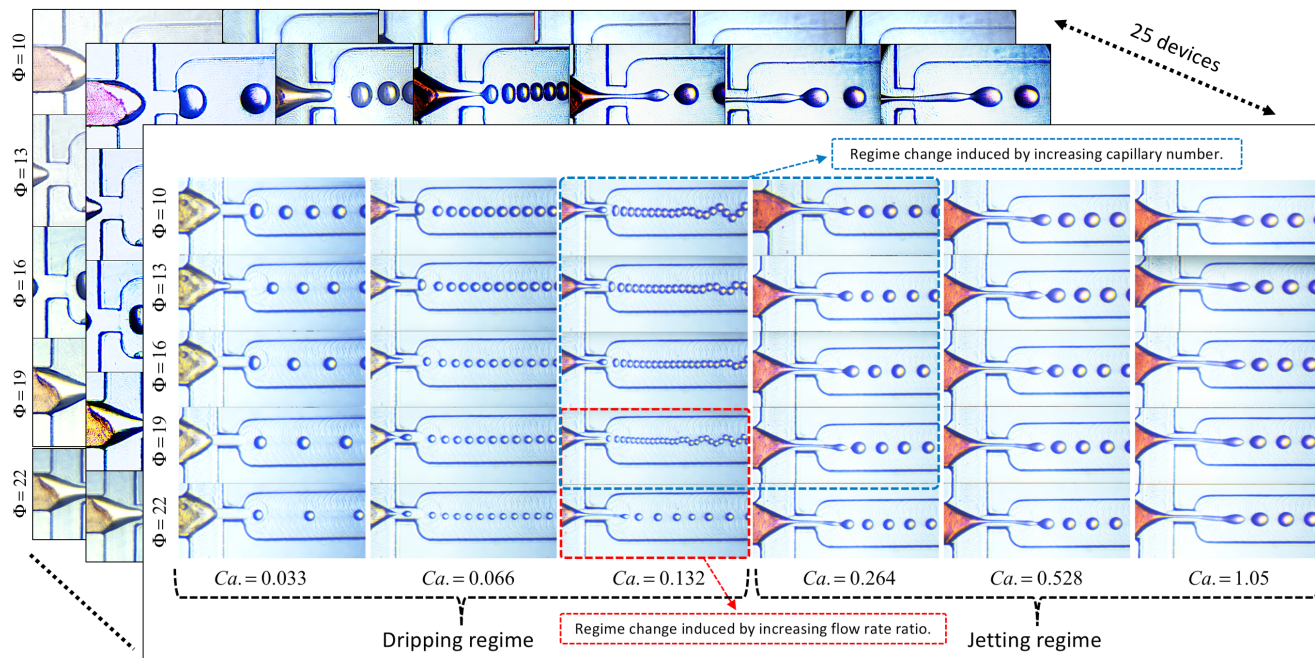 25 devices
Φ = 10
Φ = 13
Φ = 16
Φ = 19
Φ = 22
Regime change induced by increasing capillary number.
Φ = 10
Φ = 13
Φ = 16
Φ = 19
Φ = 22
Ca. = 0.033
Ca. = 0.066
Ca. = 0.132
Ca. = 0.264
Ca. = 0.528
Ca. = 1.05
Regime change induced by increasing flow rate ratio.
Dripping regime
Jetting regime